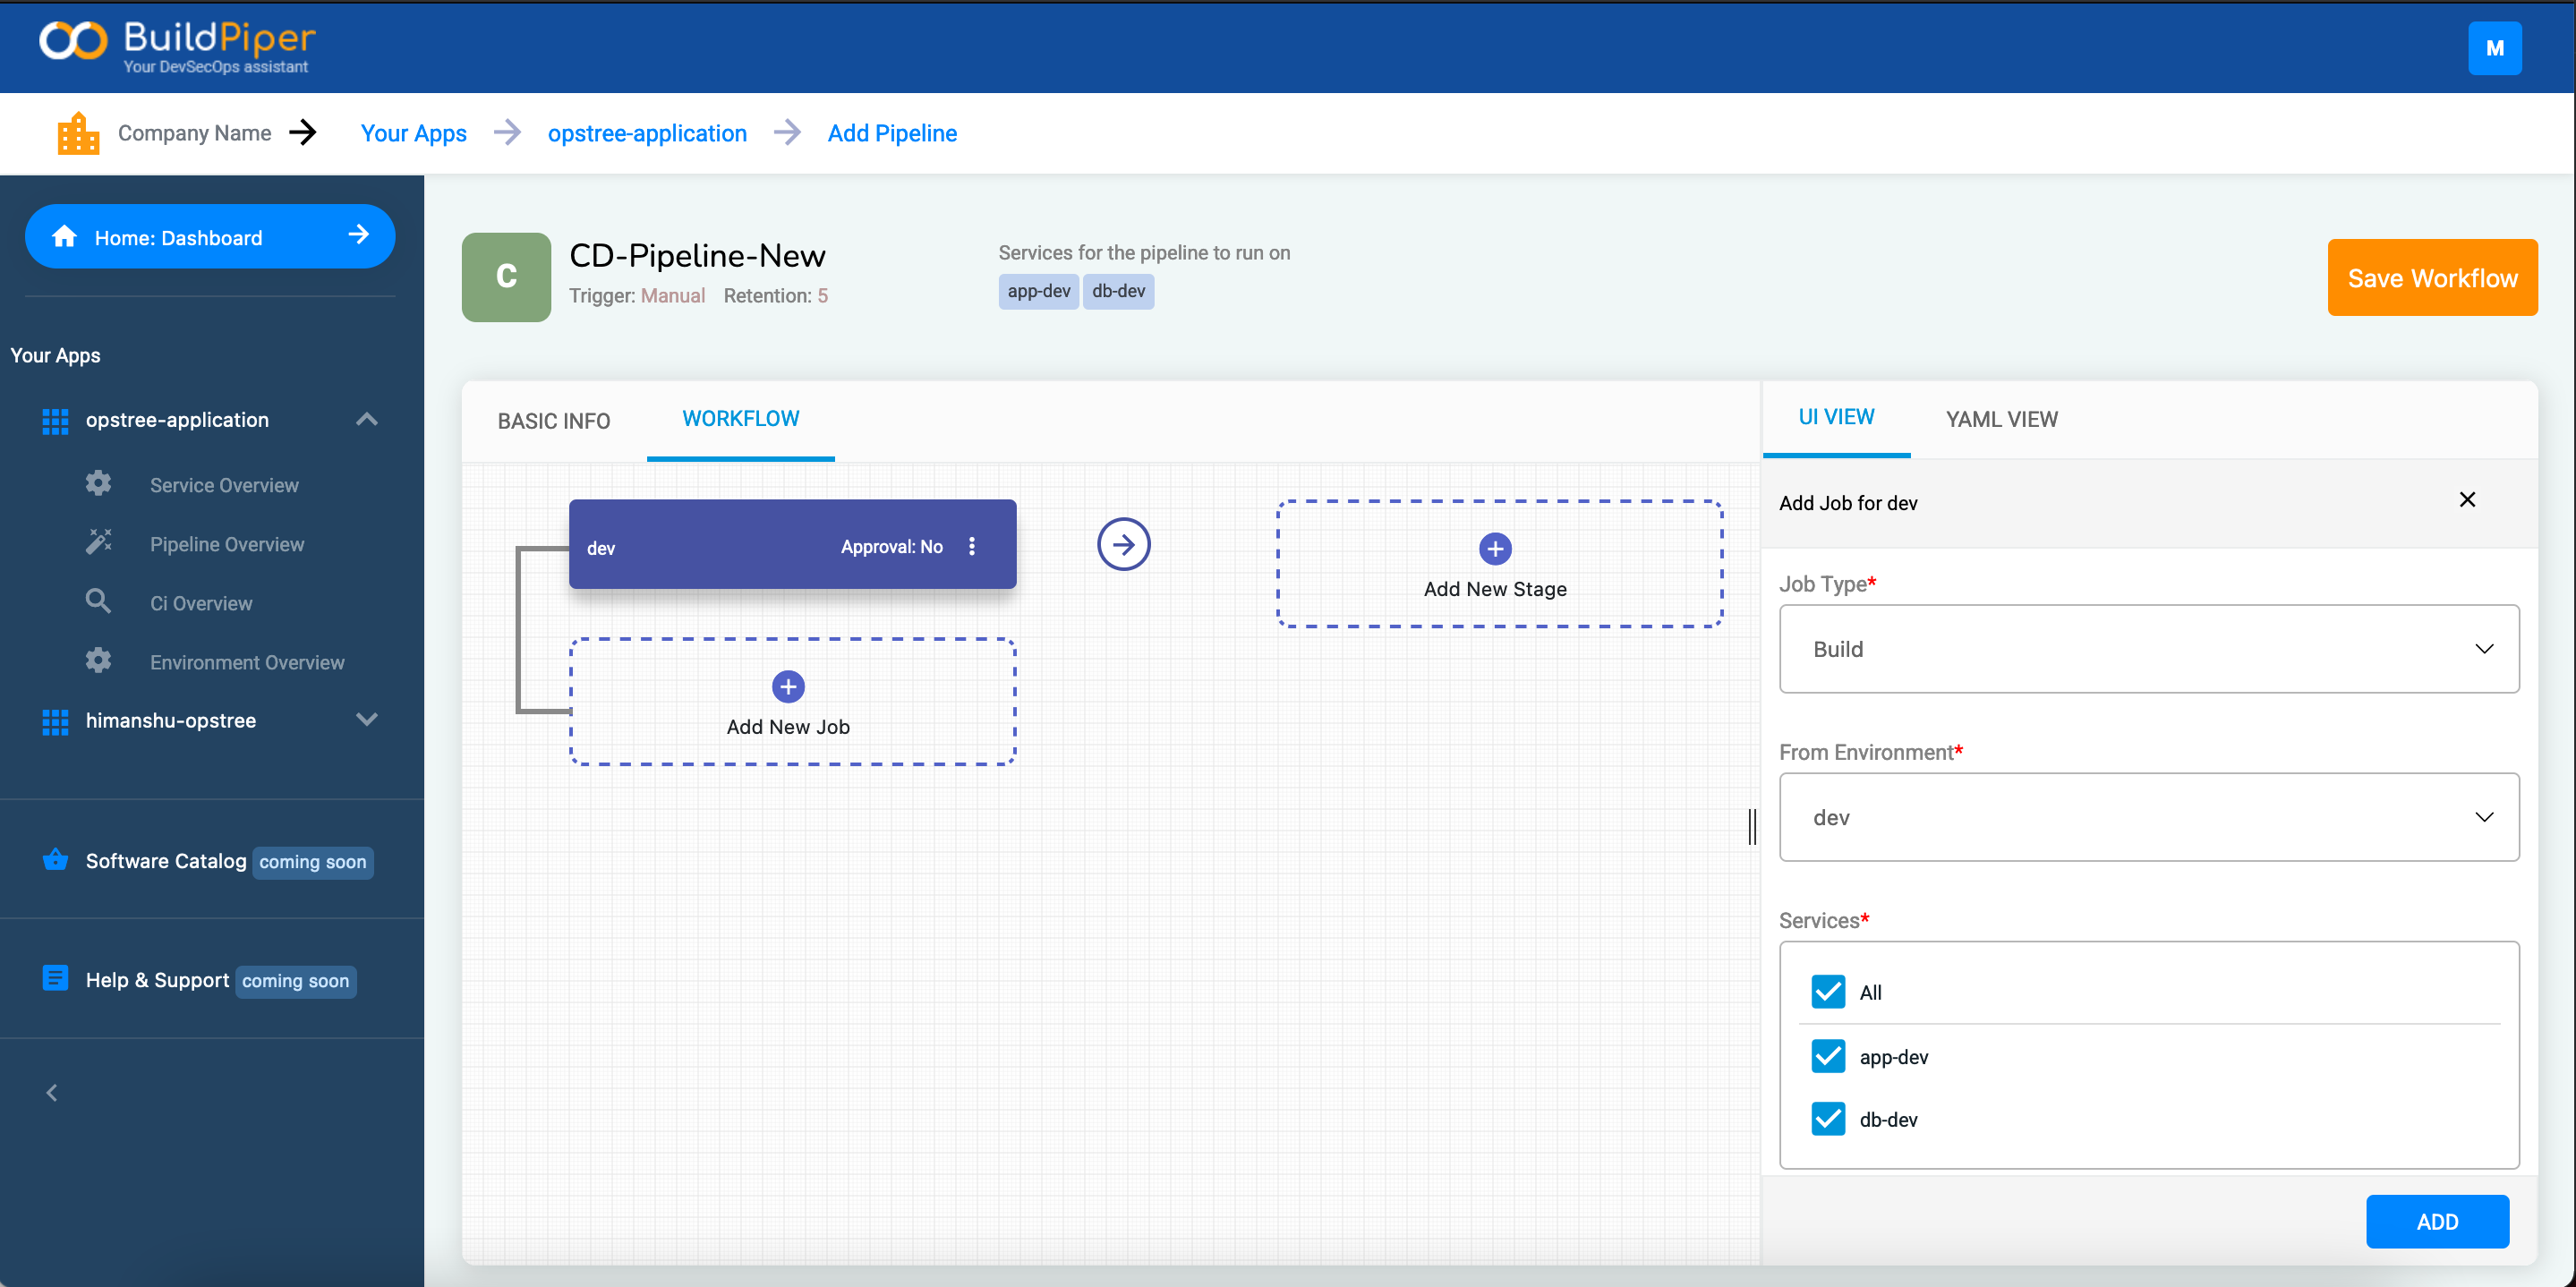 BuildPiper
Your DevSecOps assistant
M
Company Name
Your Apps
opstree-application
Add Pipeline
Home: Dashboard
Your Apps
opstree-application
Service Overview
Pipeline Overview
Ci Overview
Environment Overview
himanshu-opstree
Software Catalog coming soon
Help & Support coming soon
C
CD-Pipeline-New
Trigger: Manual Retention: 5
Services for the pipeline to run on
app-dev db-dev
Save Workflow
BASIC INFO
WORKFLOW
dev
Approval: No
Add New Job
Add New Stage
UI VIEW
YAML VIEW
Add Job for dev
Job Type*
Build
From Environment*
dev
Services*
All
app-dev
db-dev
ADD